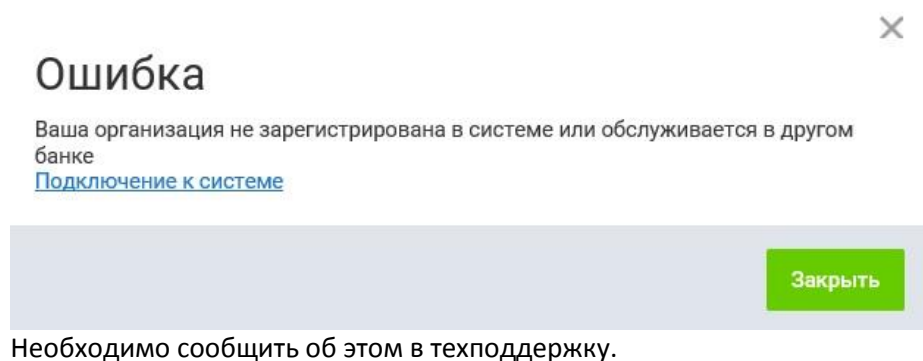 Ошибка
Ваша организация не зарегистрирована в системе или обслуживается в другом
банке
Подключение к системе
Закрыть
Необходимо сообщить об этом в техподдержку.